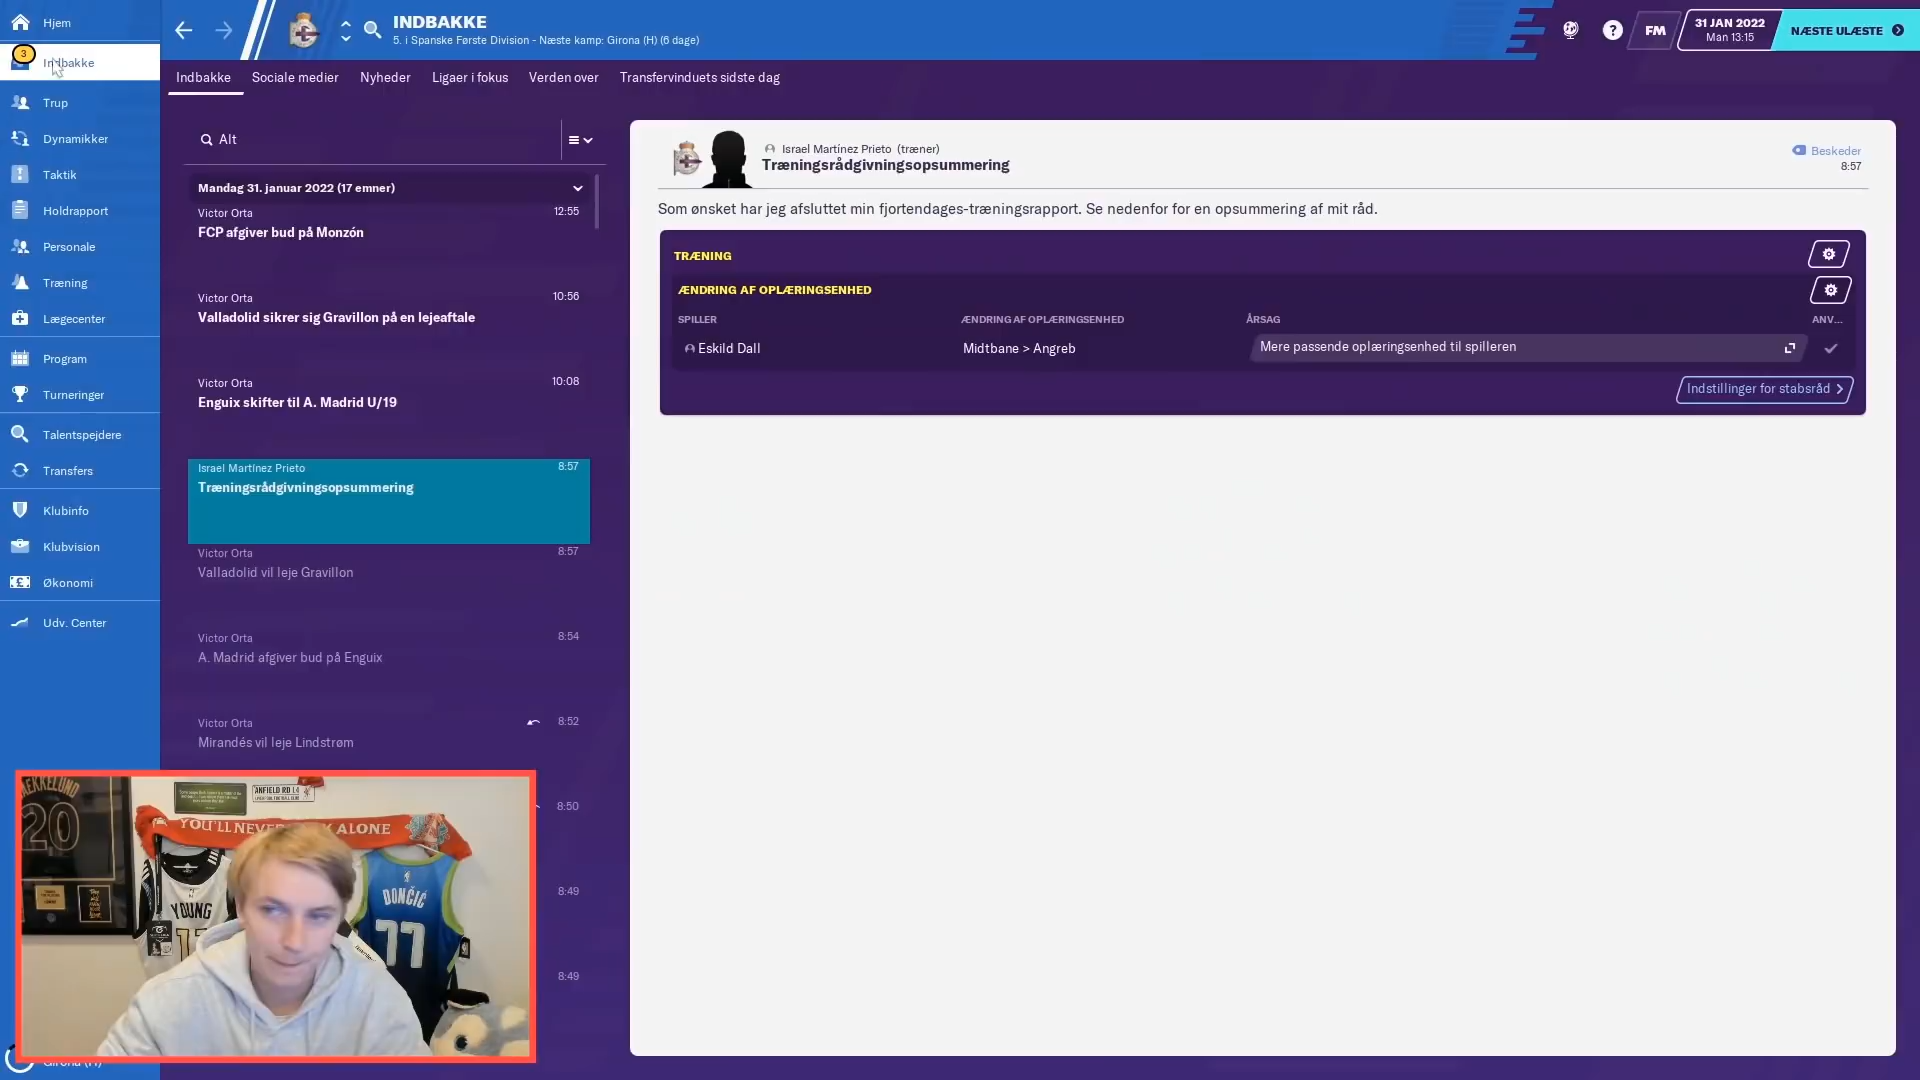 Hjem
3
Indbakke
Trup
Dynamikker
Taktik
Holdrapport
Personale
Træning
Lægecenter
Program
Turneringer
Talentspejdere
Transfers
Klubinfo
Klubvision
Økonomi
Udv. Center
INDBAKKE
5. i Spanske Første Division - Næste kamp: Girona (H) (6 dage)
?
FM
31 JAN 2022
Man 13:15
NÆSTE ULÆSTE
Indbakke
Sociale medier
Nyheder
Ligaer i fokus
Verden over
Transfervinduets sidste dag
Alt
Mandag 31. januar 2022 (17 emner)
Victor Orta 12:55
FCP afgiver bud på Monzón
Victor Orta 10:56
Valladolid sikrer sig Gravillon på en lejeaftale
Victor Orta 10:08
Enguix skifter til A. Madrid U/19
Israel Martínez Prieto 8:57
Træningsrådgivningsopsummering
Victor Orta 8:57
Valladolid vil leje Gravillon
Victor Orta 8:54
A. Madrid afgiver bud på Enguix
Victor Orta 8:52
Mirandés vil leje Lindstrøm
8:50
8:49
8:49
Israel Martínez Prieto (træner)
Træningsrådgivningsopsummering
Beskeder
8:57
Som ønsket har jeg afsluttet min fjortendages-træningsrapport. Se nedenfor for en opsummering af mit råd.
TRÆNING
ÆNDRING AF OPLÆRINGSENHED
SPILLER ÆNDRING AF OPLÆRINGSENHED ÅRSAG ANV...
Eskild Dall Midtbane > Angreb Mere passende oplæringsenhed til spilleren
Indstillinger for stabsråd
20
ANFIELD RD L4
YOU'LL NEVER ALONE
YOUNG
DONČIĆ
77
Girona (H)